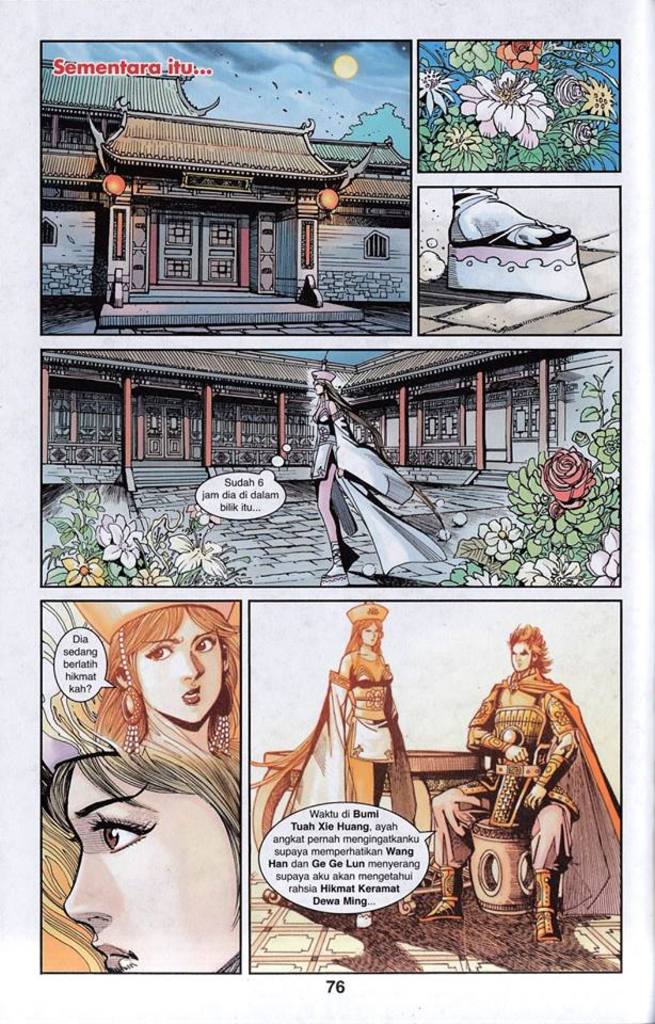 Sementara itu...
Sudah 6
jam dia di dalam
bilik itu...
Dia
sedang
berlatih
hikmat
kah?
Waktu di Bumi
Tuah Xie Huang, ayah
angkat pernah mengingatkanku
supaya memperhatikan Wang
Han dan Ge Ge Lun menyerang
supaya aku akan mengetahui
rahsia Hikmat Keramat
Dewa Ming...
76